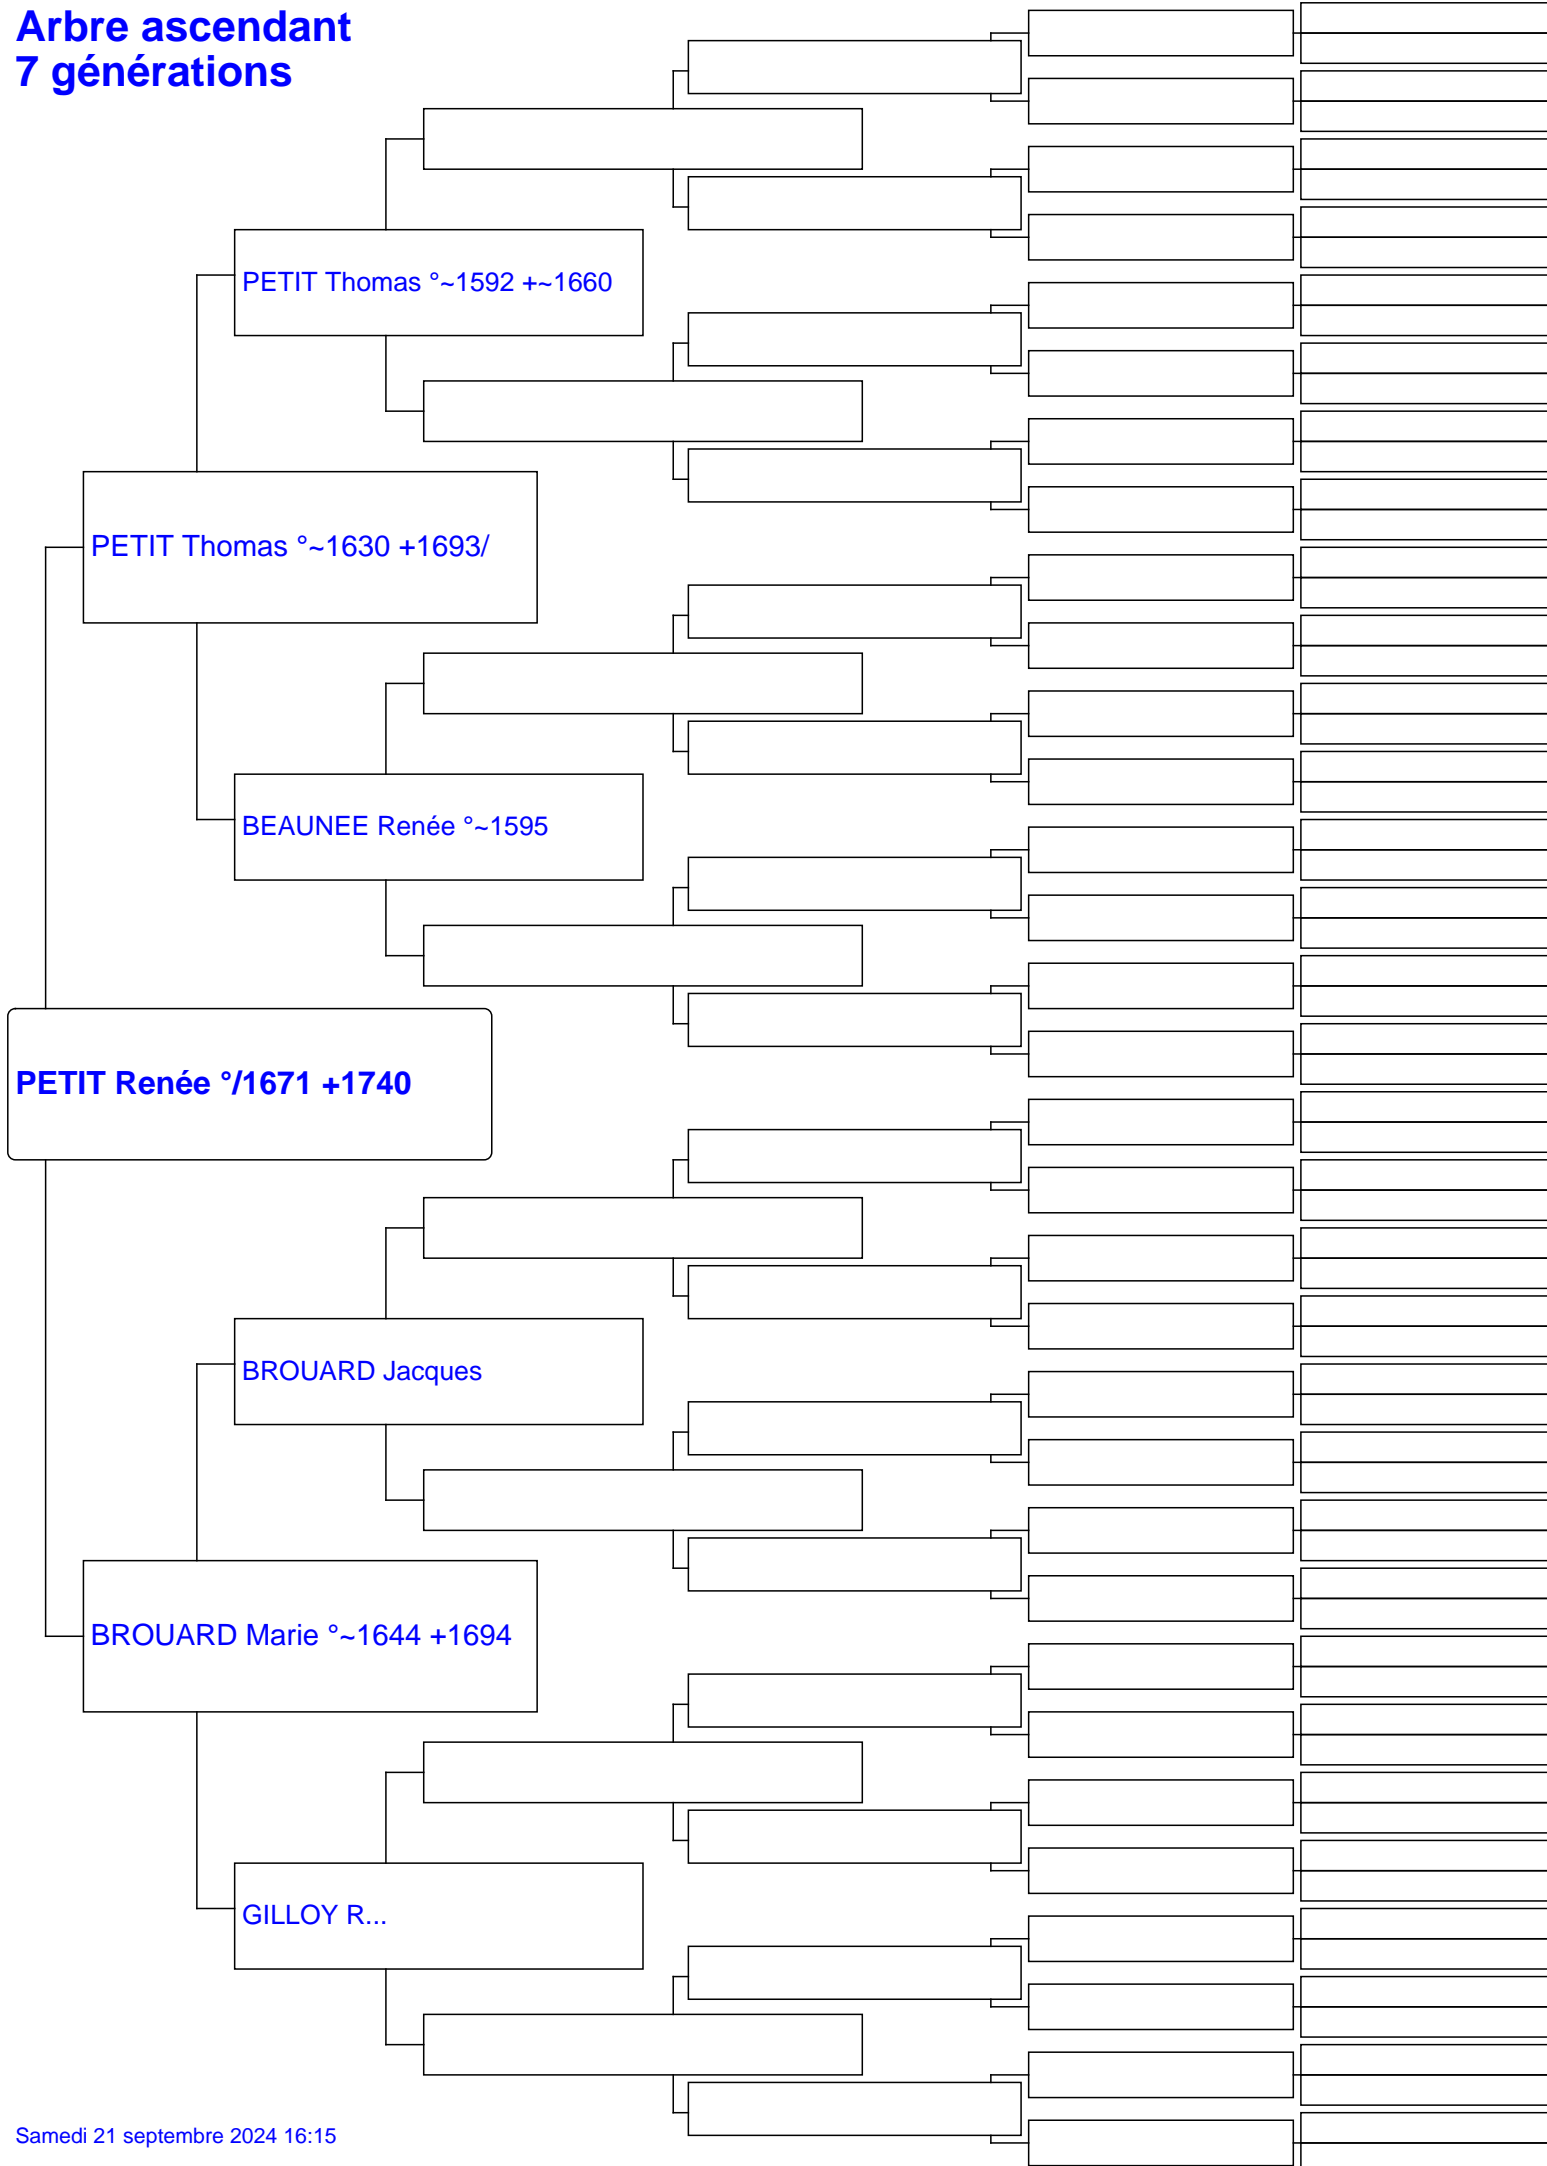 Arbre ascendant
7 générations
PETIT Thomas °~1592 +~1660
PETIT Thomas °~1630 +1693/
BEAUNEE Renée °~1595
PETIT Renée °/1671 +1740
BROUARD Jacques
BROUARD Marie °~1644 +1694
GILLOY R...
Samedi 21 septembre 2024 16:15